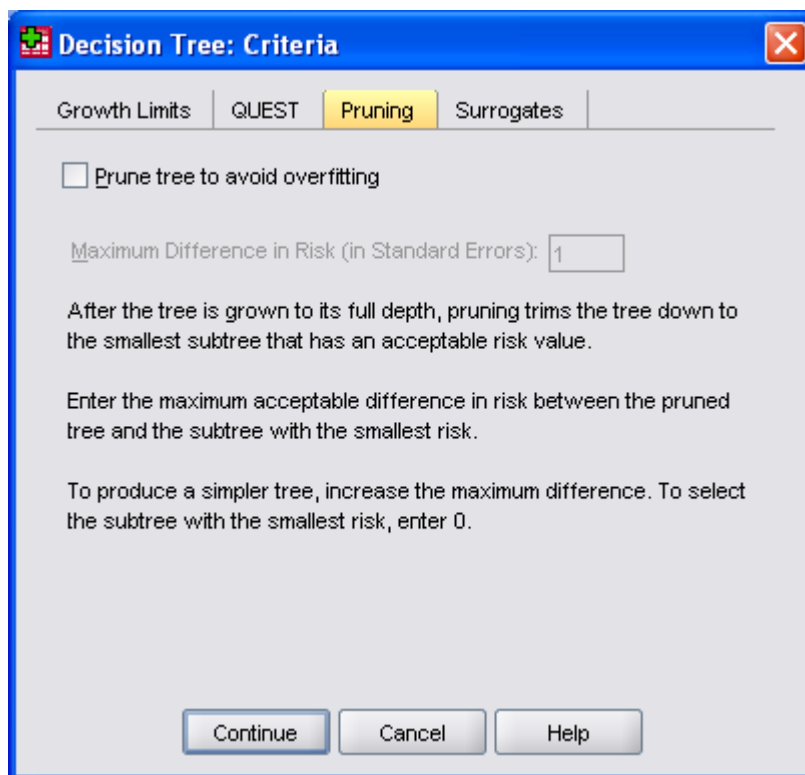 Decision Tree: Criteria
Growth Limits QUEST Pruning Surrogates
Prune tree to avoid overfitting
Maximum Difference in Risk (in Standard Errors): 1
After the tree is grown to its full depth, pruning trims the tree down to
the smallest subtree that has an acceptable risk value.
Enter the maximum acceptable difference in risk between the pruned
tree and the subtree with the smallest risk.
To produce a simpler tree, increase the maximum difference. To select
the subtree with the smallest risk, enter 0.
Continue Cancel Help